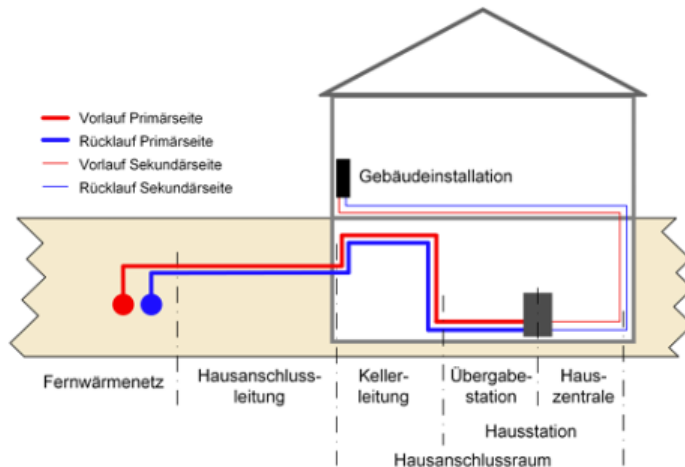 Vorlauf Primärseite
Rücklauf Primärseite
Vorlauf Sekundärseite
Rücklauf Sekundärseite
Gebäudeinstallation
Fernwärmenetz
Hausanschluss-
leitung
Keller-
leitung
Übergabe-
station
Haus-
zentrale
Hausstation
Hausanschlussraum